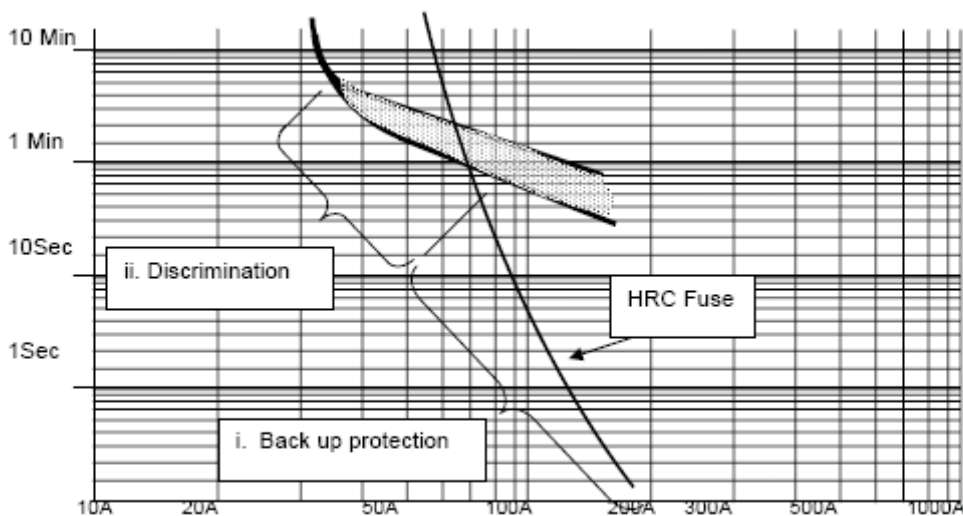 10 Min
1 Min
10Sec
1Sec
ii. Discrimination
HRC Fuse
i. Back up protection
10A 20A 50A 100A 200A 300A 500A 1000A